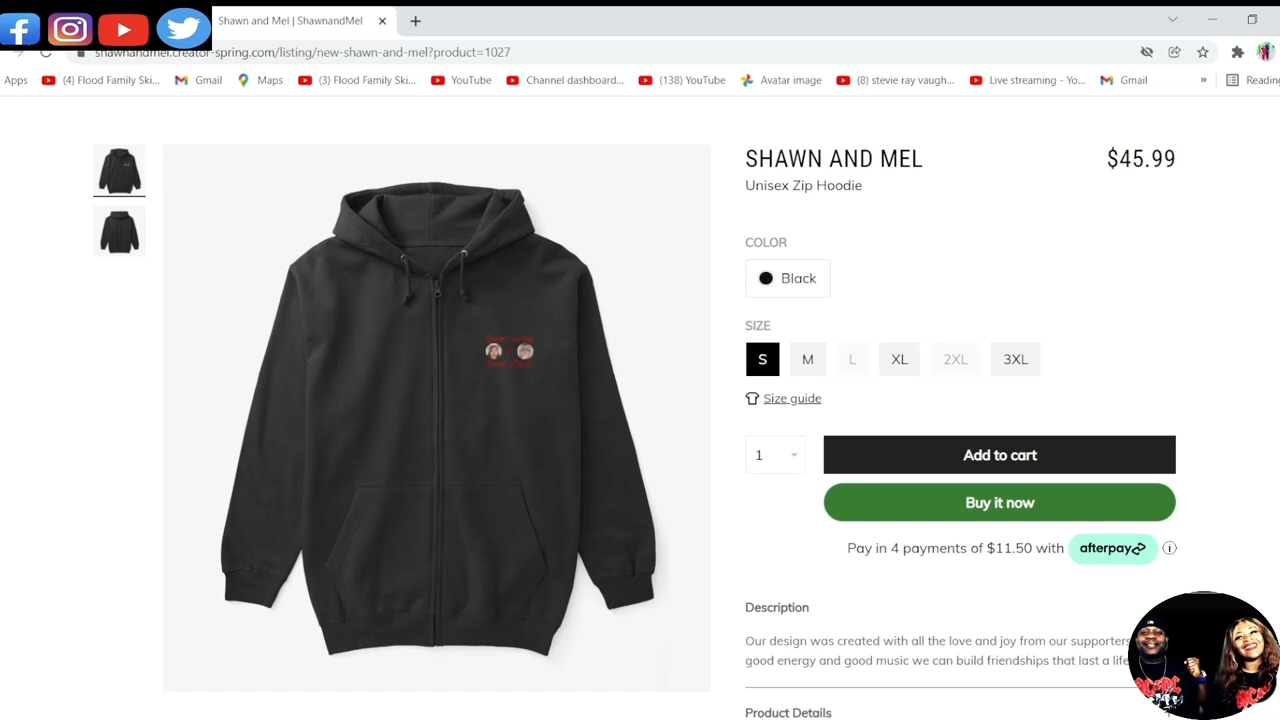 Shawn and Mel | ShawnandMel
shawnandmel.creator-spring.com/listing/new-shawn-and-mel?product=1027
Apps (4) Flood Family Ski... Gmail Maps (3) Flood Family Ski... YouTube Channel dashboard... (138) YouTube Avatar image (8) stevie ray vaugh... Live streaming - Yo... Gmail » Reading
SHAWN AND MEL $45.99
Unisex Zip Hoodie
COLOR
Black
SIZE
S M L XL 2XL 3XL
Size guide
1 Add to cart
Buy it now
Pay in 4 payments of $11.50 with afterpay
Description
Our design was created with all the love and joy from our supporters
good energy and good music we can build friendships that last a life
Product Details